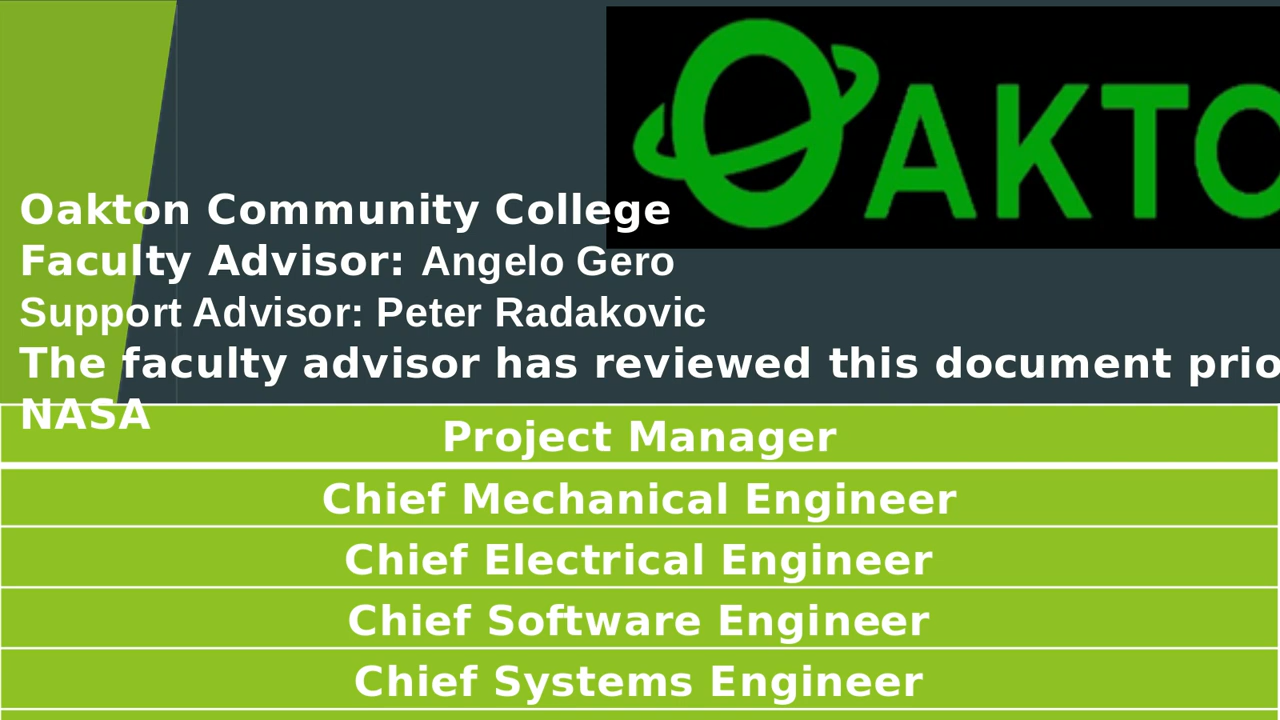 OAKTO
Oakton Community College
Faculty Advisor: Angelo Gero
Support Advisor: Peter Radakovic
The faculty advisor has reviewed this document prio
NASA
Project Manager
Chief Mechanical Engineer
Chief Electrical Engineer
Chief Software Engineer
Chief Systems Engineer